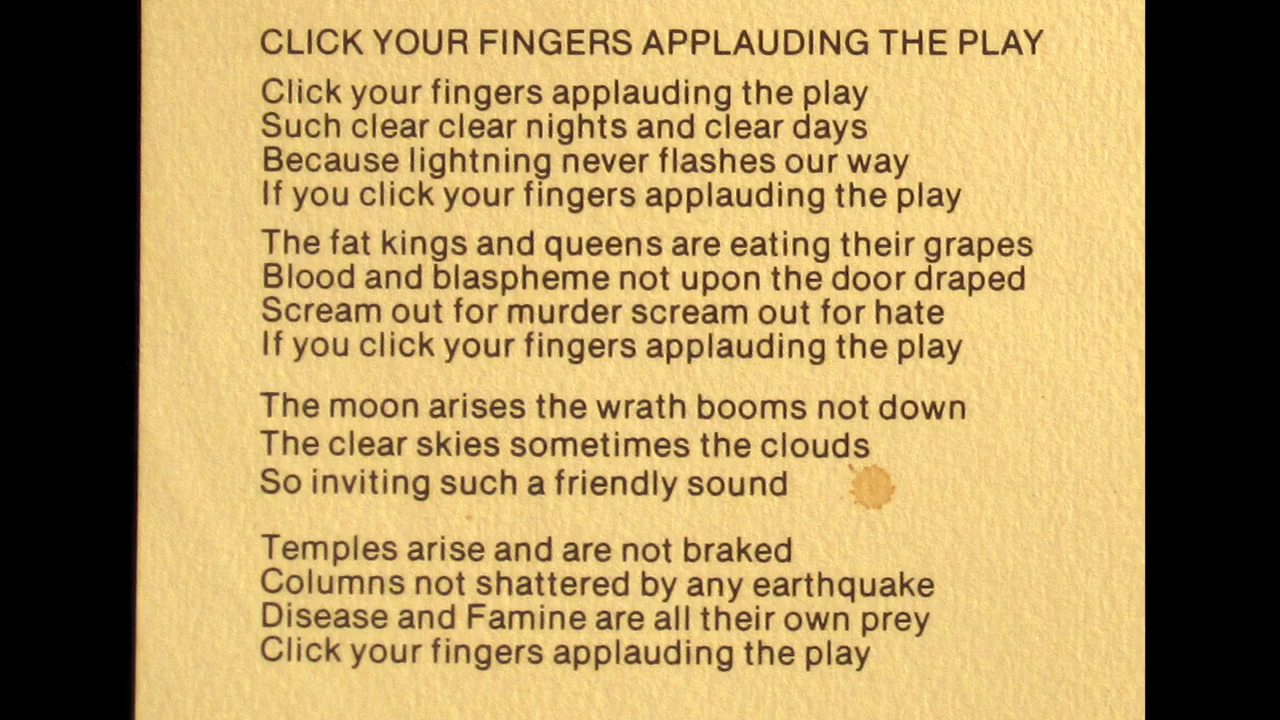 CLICK YOUR FINGERS APPLAUDING THE PLAY
Click your fingers applauding the play
Such clear clear nights and clear days
Because lightning never flashes our way
If you click your fingers applauding the play
The fat kings and queens are eating their grapes
Blood and blaspheme not upon the door draped
Scream out for murder scream out for hate
If you click your fingers applauding the play
The moon arises the wrath booms not down
The clear skies sometimes the clouds
So inviting such a friendly sound
Temples arise and are not braked
Columns not shattered by any earthquake
Disease and Famine are all their own prey
Click your fingers applauding the play